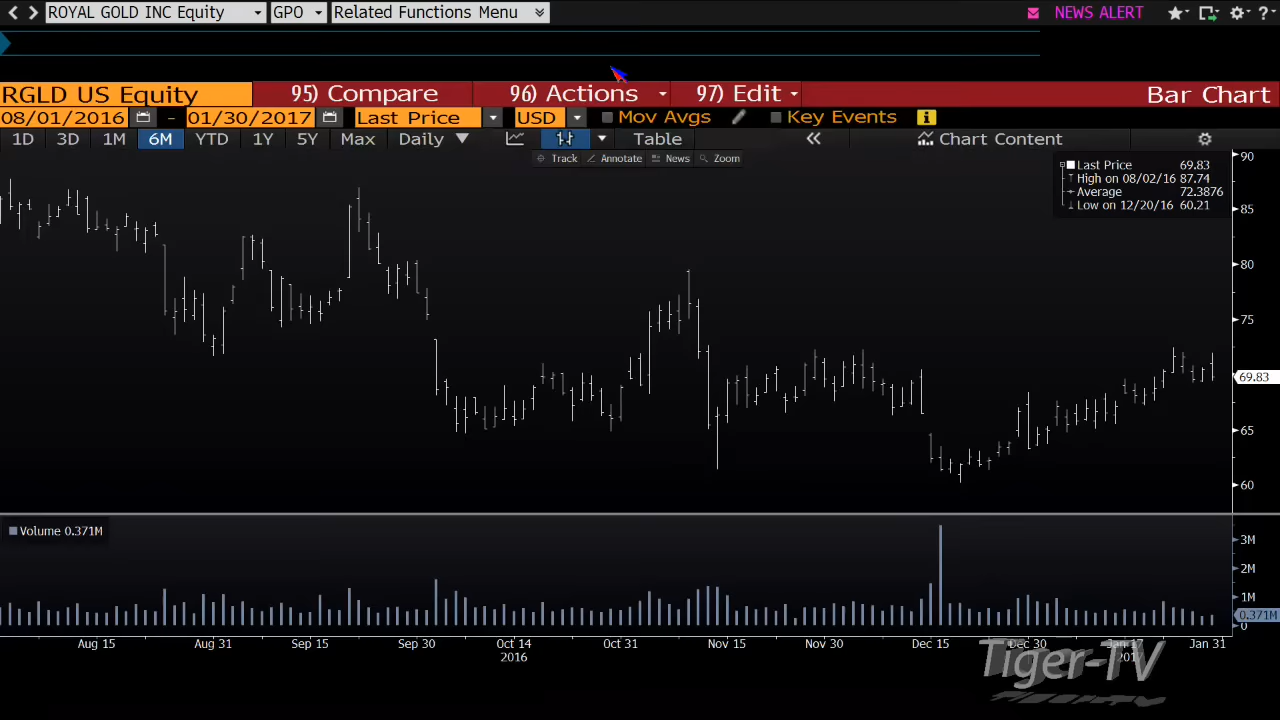 ROYAL GOLD INC Equity GPO Related Functions Menu NEWS ALERT ?
RGLD US Equity 95) Compare 96) Actions 97) Edit Bar Chart
08/01/2016 - 01/30/2017 Last Price USD Mov Avgs Key Events i
1D 3D 1M 6M YTD 1Y 5Y Max Daily Table Chart Content
Track Annotate News Zoom
Last Price 69.83
High on 08/02/16 87.74
Average 72.3876
Low on 12/20/16 60.21
90
85
80
75
69.83
65
60
Volume 0.371M
3M
2M
1M
0.371M
0
Aug 15 Aug 31 Sep 15 Sep 30 Oct 14 Oct 31 Nov 15 Nov 30 Dec 15 Dec 30 Jan 17 Jan 31
2016 2017
Tiger-TV